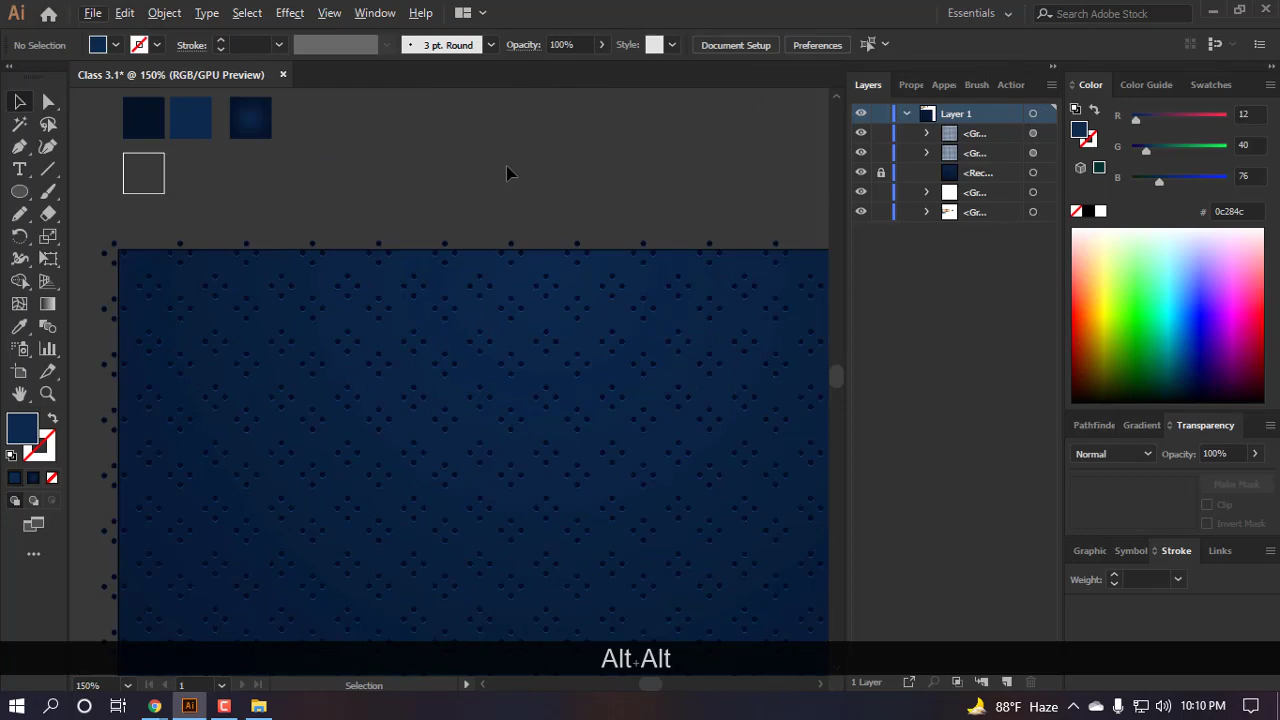 Ai File Edit Object Type Select Effect View Window Help Essentials Search Adobe Stock
No Selection Stroke: 3 pt. Round Opacity: 100% Style: Document Setup Preferences
Class 3.1* @ 150% (RGB/GPU Preview) × Layers Prope Appe Brush Action Color Color Guide Swatches
Layer 1
<Gr...
<Gr...
<Rec...
<Gr...
<Gr...
R 12
G 40
B 76
# 0c284c
Pathfinde Gradient Transparency
Normal Opacity: 100%
Make Mask
Clip
Invert Mask
Graphic Symbol Stroke Links
Weight:
Alt+Alt
150% 1 Selection 1 Layer
Ai 88°F Haze 10:10 PM